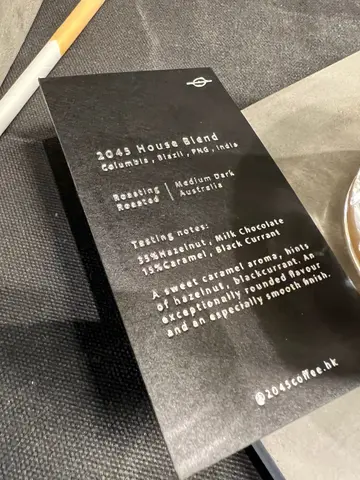 2045 House Blend
Columbia , Blazil , PNG , India
Roasting | Medium Dark
Roasted | Australia
Testing notes:
35%Hazelnut , Milk Chocolate
15%Caramel , Black Currant
A sweet caramel aroma, hints
of hazelnut , blackcurrant. An
exceptionally rounded flavour
and an especially smooth finish.
@2045coffee.hk